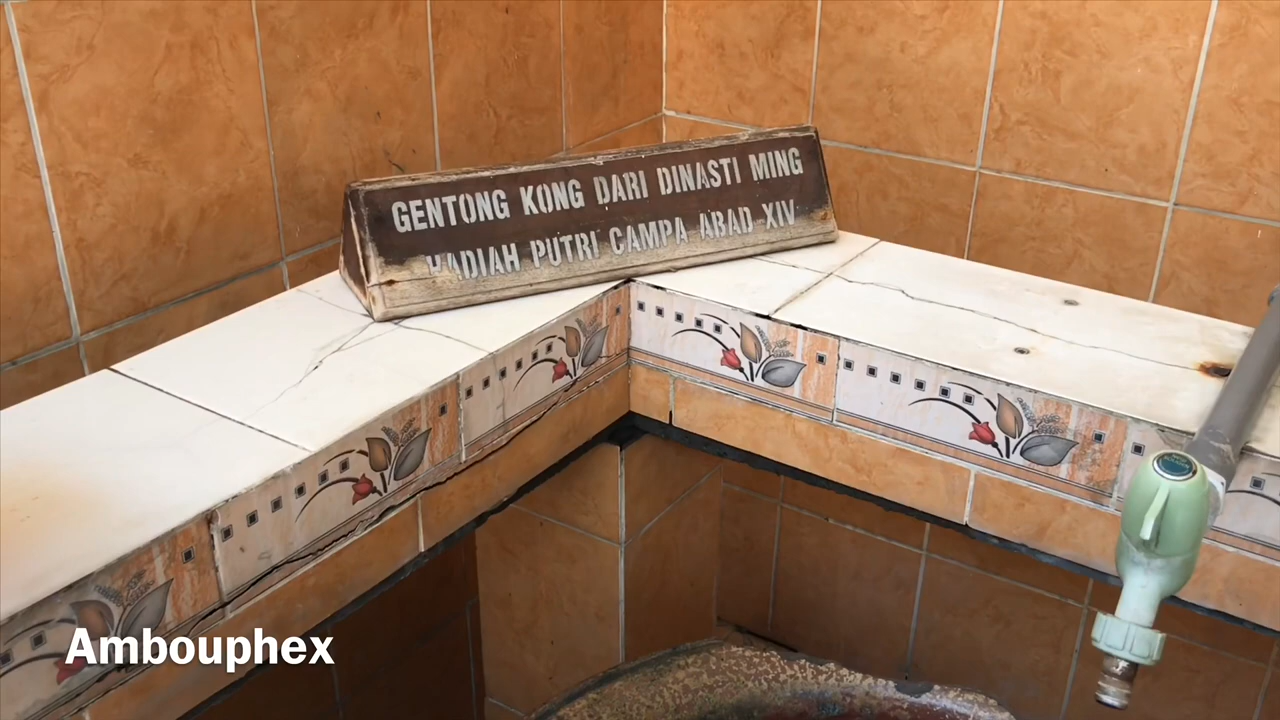 GENTONG KONG DARI DINASTI MING
HADIAH PUTRI CAMPA ABAD XIV
Ambouphex